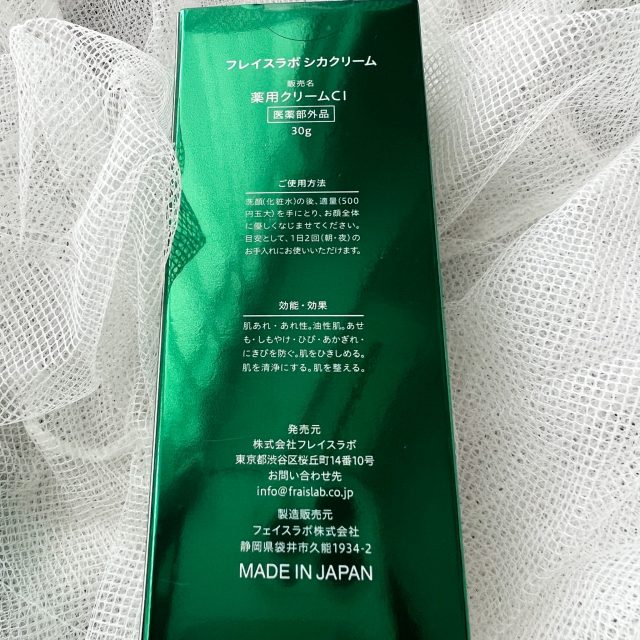 フレイスラボ シカクリーム
販売名
薬用クリームCI
医薬部外品
30g
ご使用方法
洗顔(化粧水)の後、適量(500
円玉大)を手にとり、お顔全体
に優しくなじませてください。
目安として、1日2回(朝・夜)の
お手入れにお使いいただけます。
効能・効果
肌あれ・あれ性。油性肌。あせ
も・しもやけ・ひび・あかぎれ・
にきびを防ぐ。肌をひきしめる。
肌を清浄にする。肌を整える。
発売元
株式会社フレイスラボ
東京都渋谷区桜丘町14番10号
お問い合わせ先
info@fraislab.co.jp
製造販売元
フェイスラボ株式会社
静岡県袋井市久能1934-2
MADE IN JAPAN